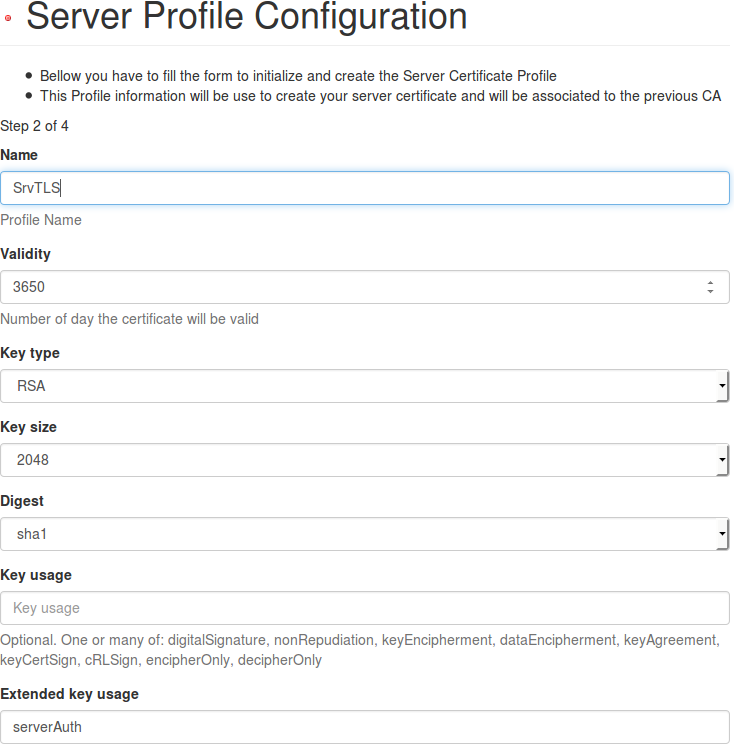 Server Profile Configuration
Bellow you have to fill the form to initialize and create the Server Certificate Profile
This Profile information will be use to create your server certificate and will be associated to the previous CA
Step 2 of 4
Name
SrvTLS
Profile Name
Validity
3650
Number of day the certificate will be valid
Key type
RSA
Key size
2048
Digest
sha1
Key usage
Key usage
Optional. One or many of: digitalSignature, nonRepudiation, keyEncipherment, dataEncipherment, keyAgreement,
keyCertSign, cRLSign, encipherOnly, decipherOnly
Extended key usage
serverAuth